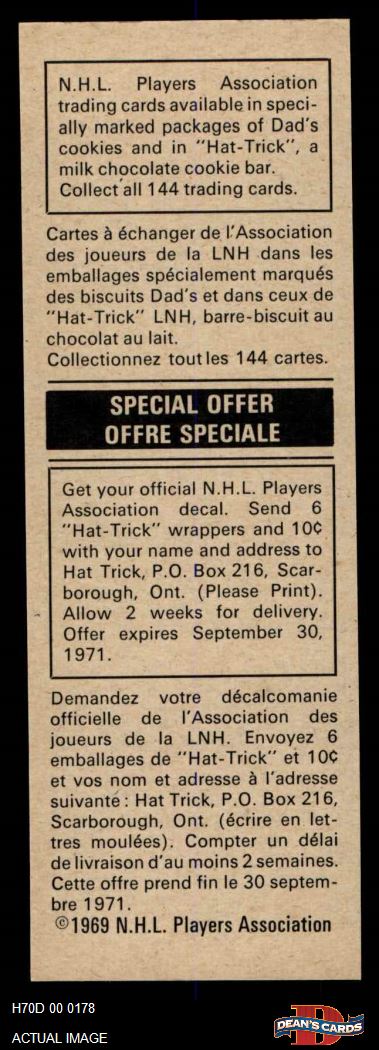 N.H.L. Players Association
trading cards available in speci-
ally marked packages of Dad's
cookies and in "Hat-Trick", a
milk chocolate cookie bar.
Collect all 144 trading cards.
Cartes à échanger de l'Association
des joueurs de la LNH dans les
emballages spécialement marqués
des biscuits Dad's et dans ceux de
"Hat-Trick" LNH, barre-biscuit au
chocolat au lait.
Collectionnez tout les 144 cartes.
SPECIAL OFFER
OFFRE SPECIALE
Get your official N.H.L. Players
Association decal. Send 6
"Hat-Trick" wrappers and 10¢
with your name and address to
Hat Trick, P.O. Box 216, Scar-
borough, Ont. (Please Print).
Allow 2 weeks for delivery.
Offer expires September 30,
1971.
Demandez votre décalcomanie
officielle de l'Association des
joueurs de la LNH. Envoyez 6
emballages de "Hat-Trick" et 10¢
et vos nom et adresse à l'adresse
suivante: Hat Trick, P.O. Box 216,
Scarborough, Ont. (écrire en let-
tres moulées). Compter un délai
de livraison d'au moins 2 semaines.
Cette offre prend fin le 30 septem-
bre 1971.
©1969 N.H.L. Players Association
H70D 00 0178
ACTUAL IMAGE
D
DEAN'S CARDS